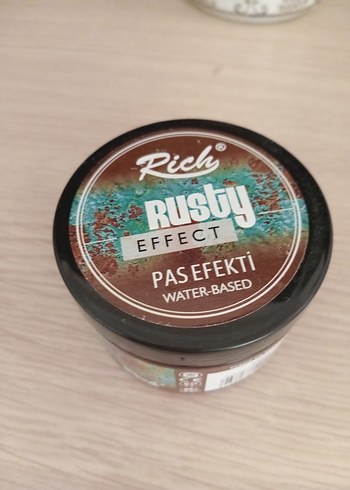 Rich®
Rusty
EFFECT
PAS EFEKTİ
WATER-BASED